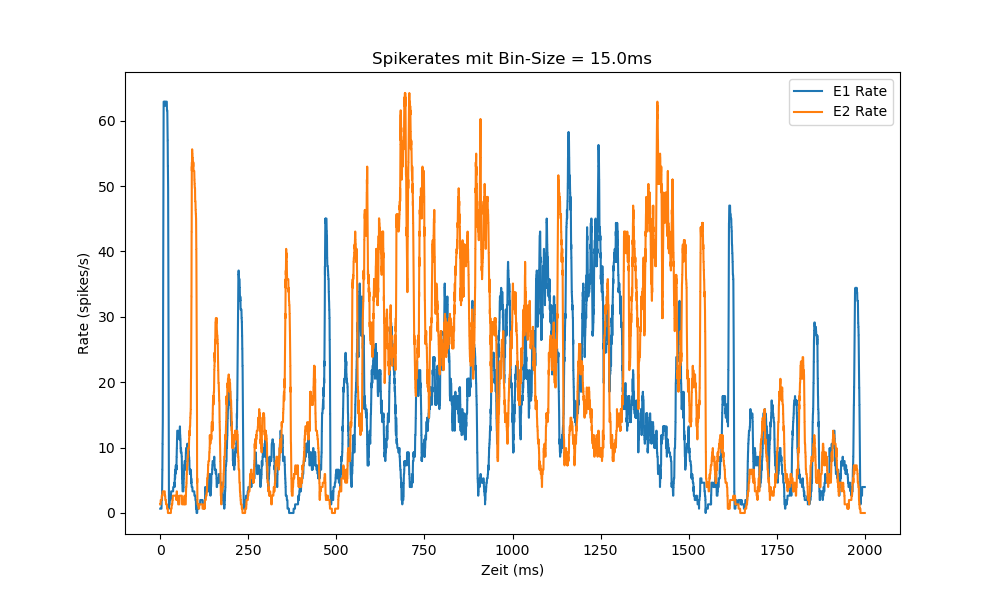 Spikerates mit Bin-Size = 15.0ms
E1 Rate
E2 Rate
Rate (spikes/s)
60
50
40
30
20
10
0
0 250 500 750 1000 1250 1500 1750 2000
Zeit (ms)